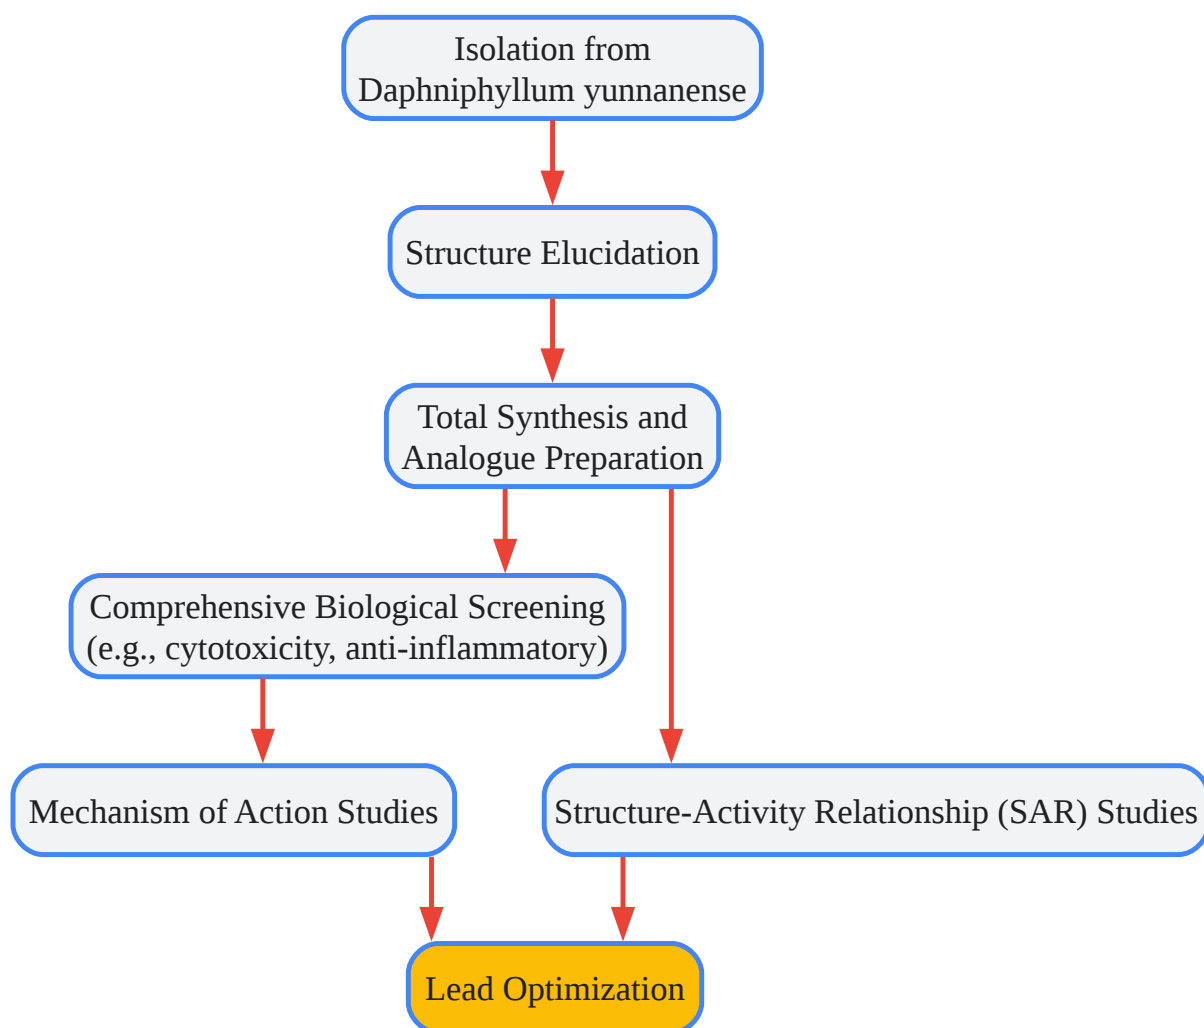 Isolation from
Daphniphyllum yunnanense
Structure Elucidation
Total Synthesis and
Analogue Preparation
Comprehensive Biological Screening
(e.g., cytotoxicity, anti-inflammatory)
Mechanism of Action Studies
Structure-Activity Relationship (SAR) Studies
Lead Optimization